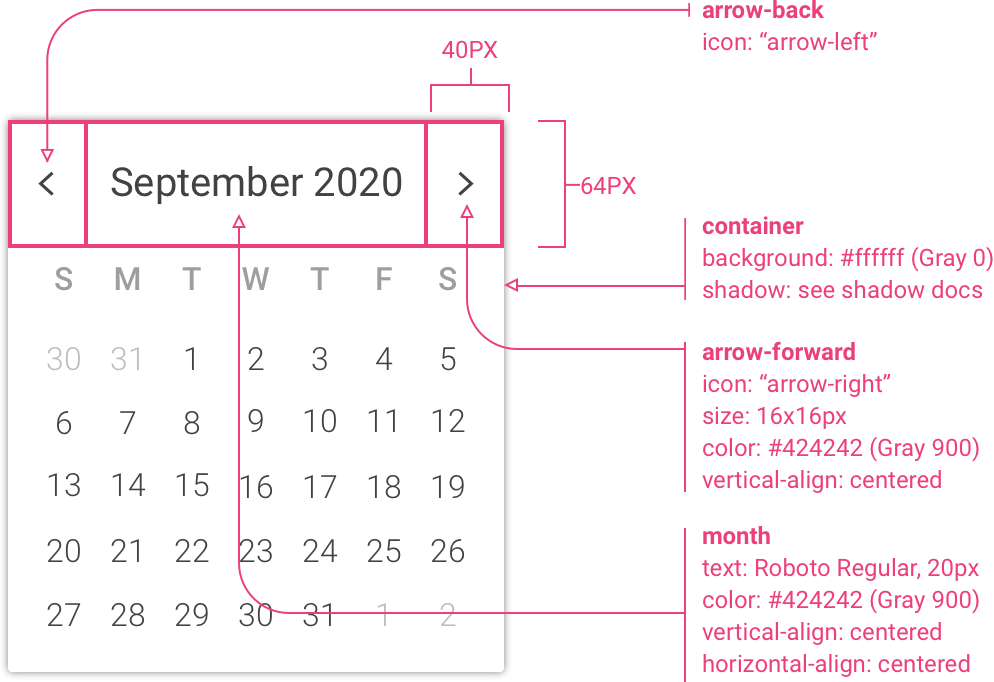 arrow-back
icon: “arrow-left”
40PX
September 2020
64PX
container
background: #ffffff (Gray 0)
shadow: see shadow docs
S M T W T F S
30 31 1 2 3 4 5
6 7 8 9 10 11 12
13 14 15 16 17 18 19
20 21 22 23 24 25 26
27 28 29 30 31 1 2
arrow-forward
icon: “arrow-right”
size: 16x16px
color: #424242 (Gray 900)
vertical-align: centered
month
text: Roboto Regular, 20px
color: #424242 (Gray 900)
vertical-align: centered
horizontal-align: centered